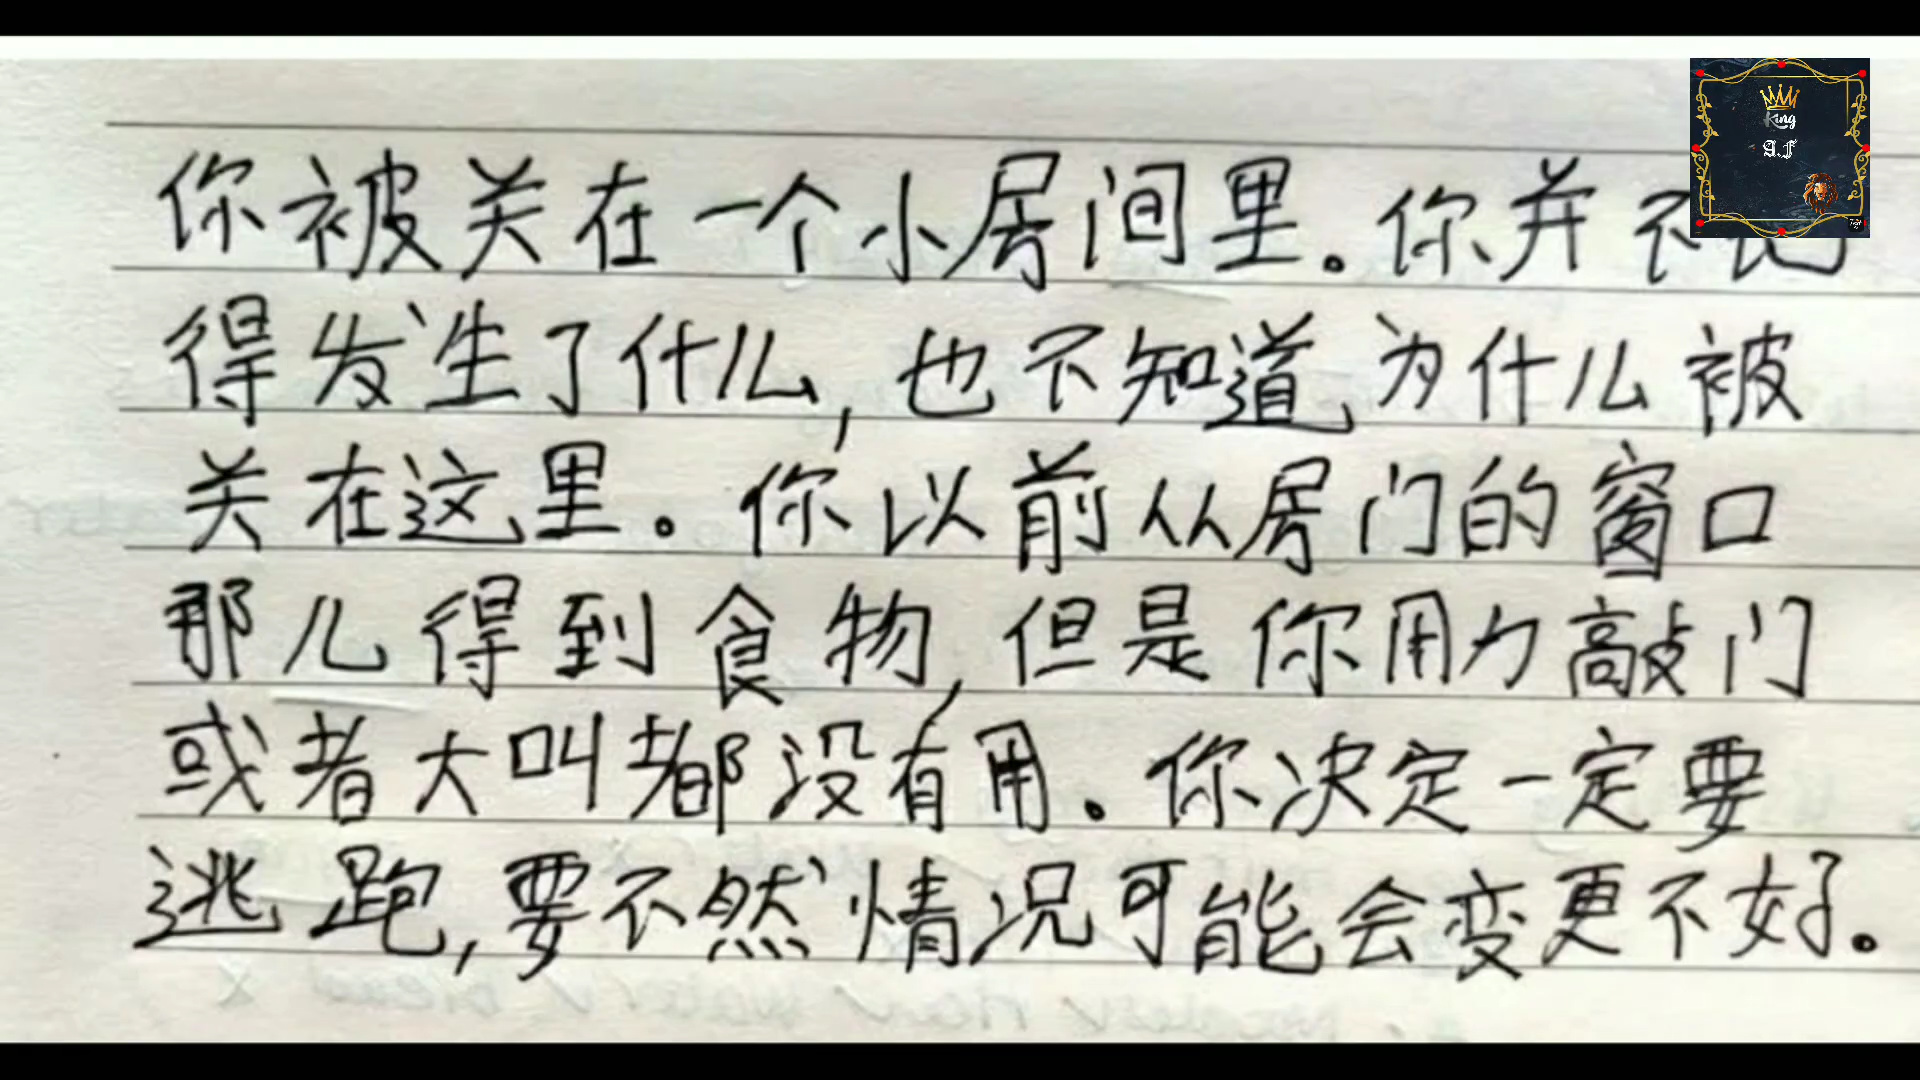 你被关在一个小房间里。你并不记
得发生了什么,也不知道为什么被
关在这里。你以前从房门的窗口
那儿得到食物,但是你用力敲门
或者大叫都没有用。你决定一定要
逃跑,要不然情况可能会变更不好。
King
A.F